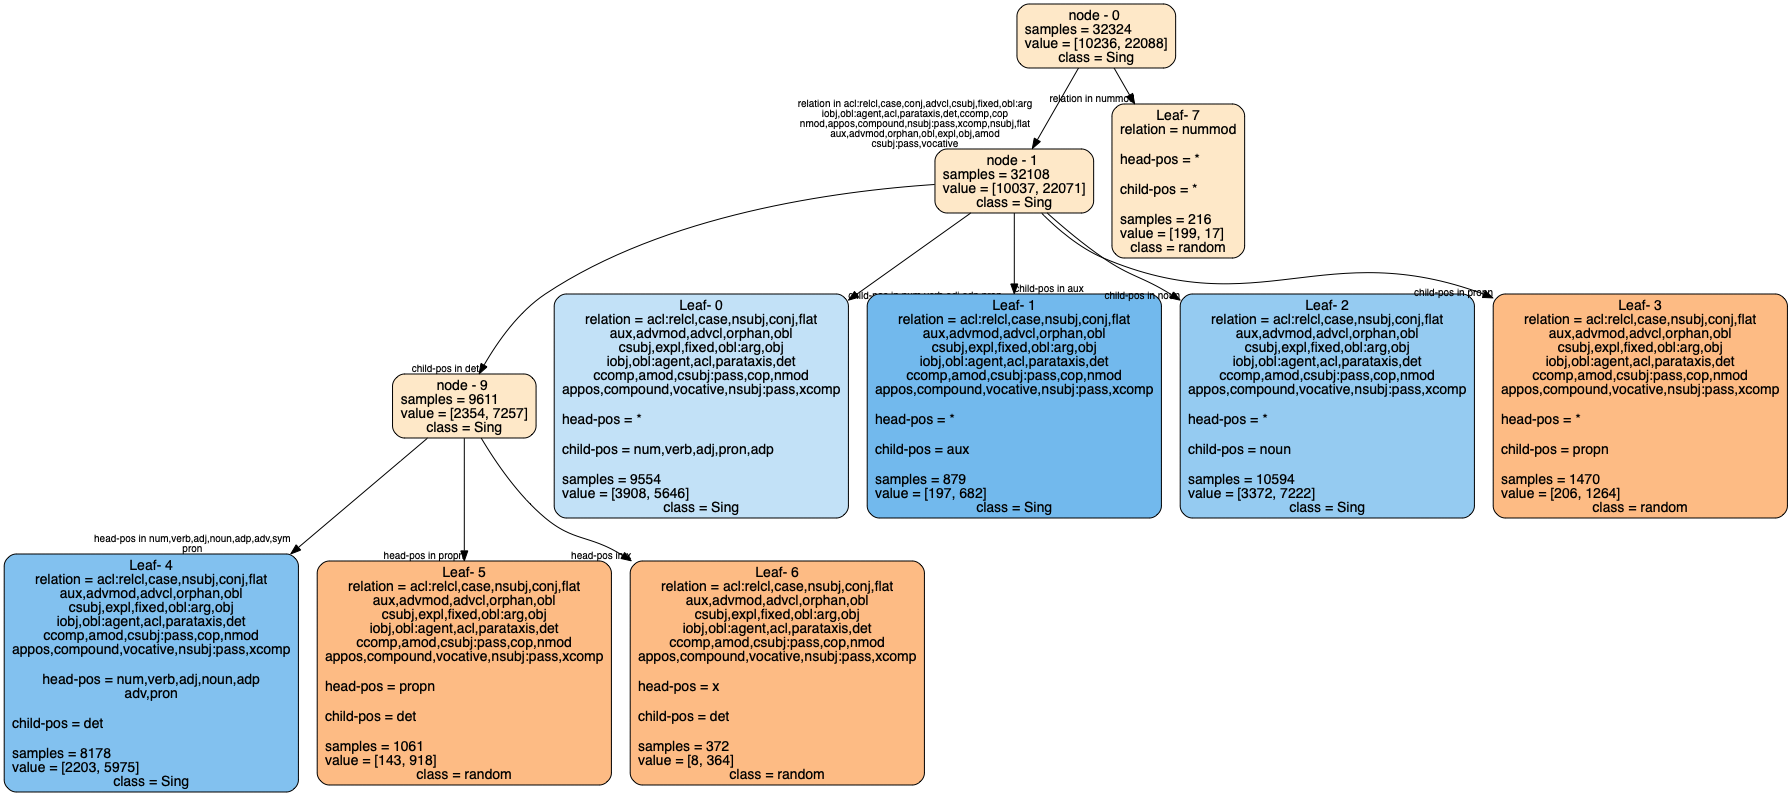 node - 0
samples = 32324
value = [10236, 22088]
class = Sing
relation in acl:relcl,case,conj,advcl,csubj,fixed,obl:arg
iobj,obl:agent,acl,parataxis,det,ccomp,cop
nmod,appos,compound,nsubj:pass,xcomp,nsubj,flat
aux,advmod,orphan,obl,expl,obj,amod
csubj:pass,vocative
relation in nummod
Leaf- 7
relation = nummod
head-pos = *
child-pos = *
samples = 216
value = [199, 17]
class = random
node - 1
samples = 32108
value = [10037, 22071]
class = Sing
child-pos in det
child-pos in aux
child-pos in noun
child-pos in propn
node - 9
samples = 9611
value = [2354, 7257]
class = Sing
Leaf- 0
relation = acl:relcl,case,nsubj,conj,flat
aux,advmod,advcl,orphan,obl
csubj,expl,fixed,obl:arg,obj
iobj,obl:agent,acl,parataxis,det
ccomp,amod,csubj:pass,cop,nmod
appos,compound,vocative,nsubj:pass,xcomp
head-pos = *
child-pos = num,verb,adj,pron,adp
samples = 9554
value = [3908, 5646]
class = Sing
Leaf- 1
relation = acl:relcl,case,nsubj,conj,flat
aux,advmod,advcl,orphan,obl
csubj,expl,fixed,obl:arg,obj
iobj,obl:agent,acl,parataxis,det
ccomp,amod,csubj:pass,cop,nmod
appos,compound,vocative,nsubj:pass,xcomp
head-pos = *
child-pos = aux
samples = 879
value = [197, 682]
class = Sing
Leaf- 2
relation = acl:relcl,case,nsubj,conj,flat
aux,advmod,advcl,orphan,obl
csubj,expl,fixed,obl:arg,obj
iobj,obl:agent,acl,parataxis,det
ccomp,amod,csubj:pass,cop,nmod
appos,compound,vocative,nsubj:pass,xcomp
head-pos = *
child-pos = noun
samples = 10594
value = [3372, 7222]
class = Sing
Leaf- 3
relation = acl:relcl,case,nsubj,conj,flat
aux,advmod,advcl,orphan,obl
csubj,expl,fixed,obl:arg,obj
iobj,obl:agent,acl,parataxis,det
ccomp,amod,csubj:pass,cop,nmod
appos,compound,vocative,nsubj:pass,xcomp
head-pos = *
child-pos = propn
samples = 1470
value = [206, 1264]
class = random
head-pos in num,verb,adj,noun,adp,adv,sym
pron
head-pos in propn
head-pos in x
Leaf- 4
relation = acl:relcl,case,nsubj,conj,flat
aux,advmod,advcl,orphan,obl
csubj,expl,fixed,obl:arg,obj
iobj,obl:agent,acl,parataxis,det
ccomp,amod,csubj:pass,cop,nmod
appos,compound,vocative,nsubj:pass,xcomp
head-pos = num,verb,adj,noun,adp
adv,pron
child-pos = det
samples = 8178
value = [2203, 5975]
class = Sing
Leaf- 5
relation = acl:relcl,case,nsubj,conj,flat
aux,advmod,advcl,orphan,obl
csubj,expl,fixed,obl:arg,obj
iobj,obl:agent,acl,parataxis,det
ccomp,amod,csubj:pass,cop,nmod
appos,compound,vocative,nsubj:pass,xcomp
head-pos = propn
child-pos = det
samples = 1061
value = [143, 918]
class = random
Leaf- 6
relation = acl:relcl,case,nsubj,conj,flat
aux,advmod,advcl,orphan,obl
csubj,expl,fixed,obl:arg,obj
iobj,obl:agent,acl,parataxis,det
ccomp,amod,csubj:pass,cop,nmod
appos,compound,vocative,nsubj:pass,xcomp
head-pos = x
child-pos = det
samples = 372
value = [8, 364]
class = random